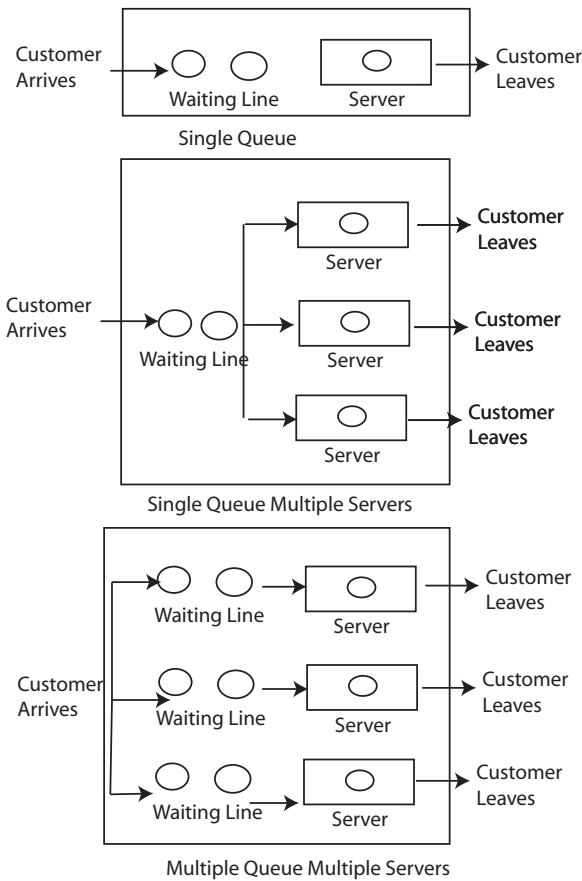 Customer
Arrives
Waiting Line
Server
Customer
Leaves
Single Queue
Customer
Arrives
Waiting Line
Server
Customer
Leaves
Server
Customer
Leaves
Server
Customer
Leaves
Single Queue Multiple Servers
Customer
Arrives
Waiting Line
Server
Customer
Leaves
Waiting Line
Server
Customer
Leaves
Waiting Line
Server
Customer
Leaves
Multiple Queue Multiple Servers